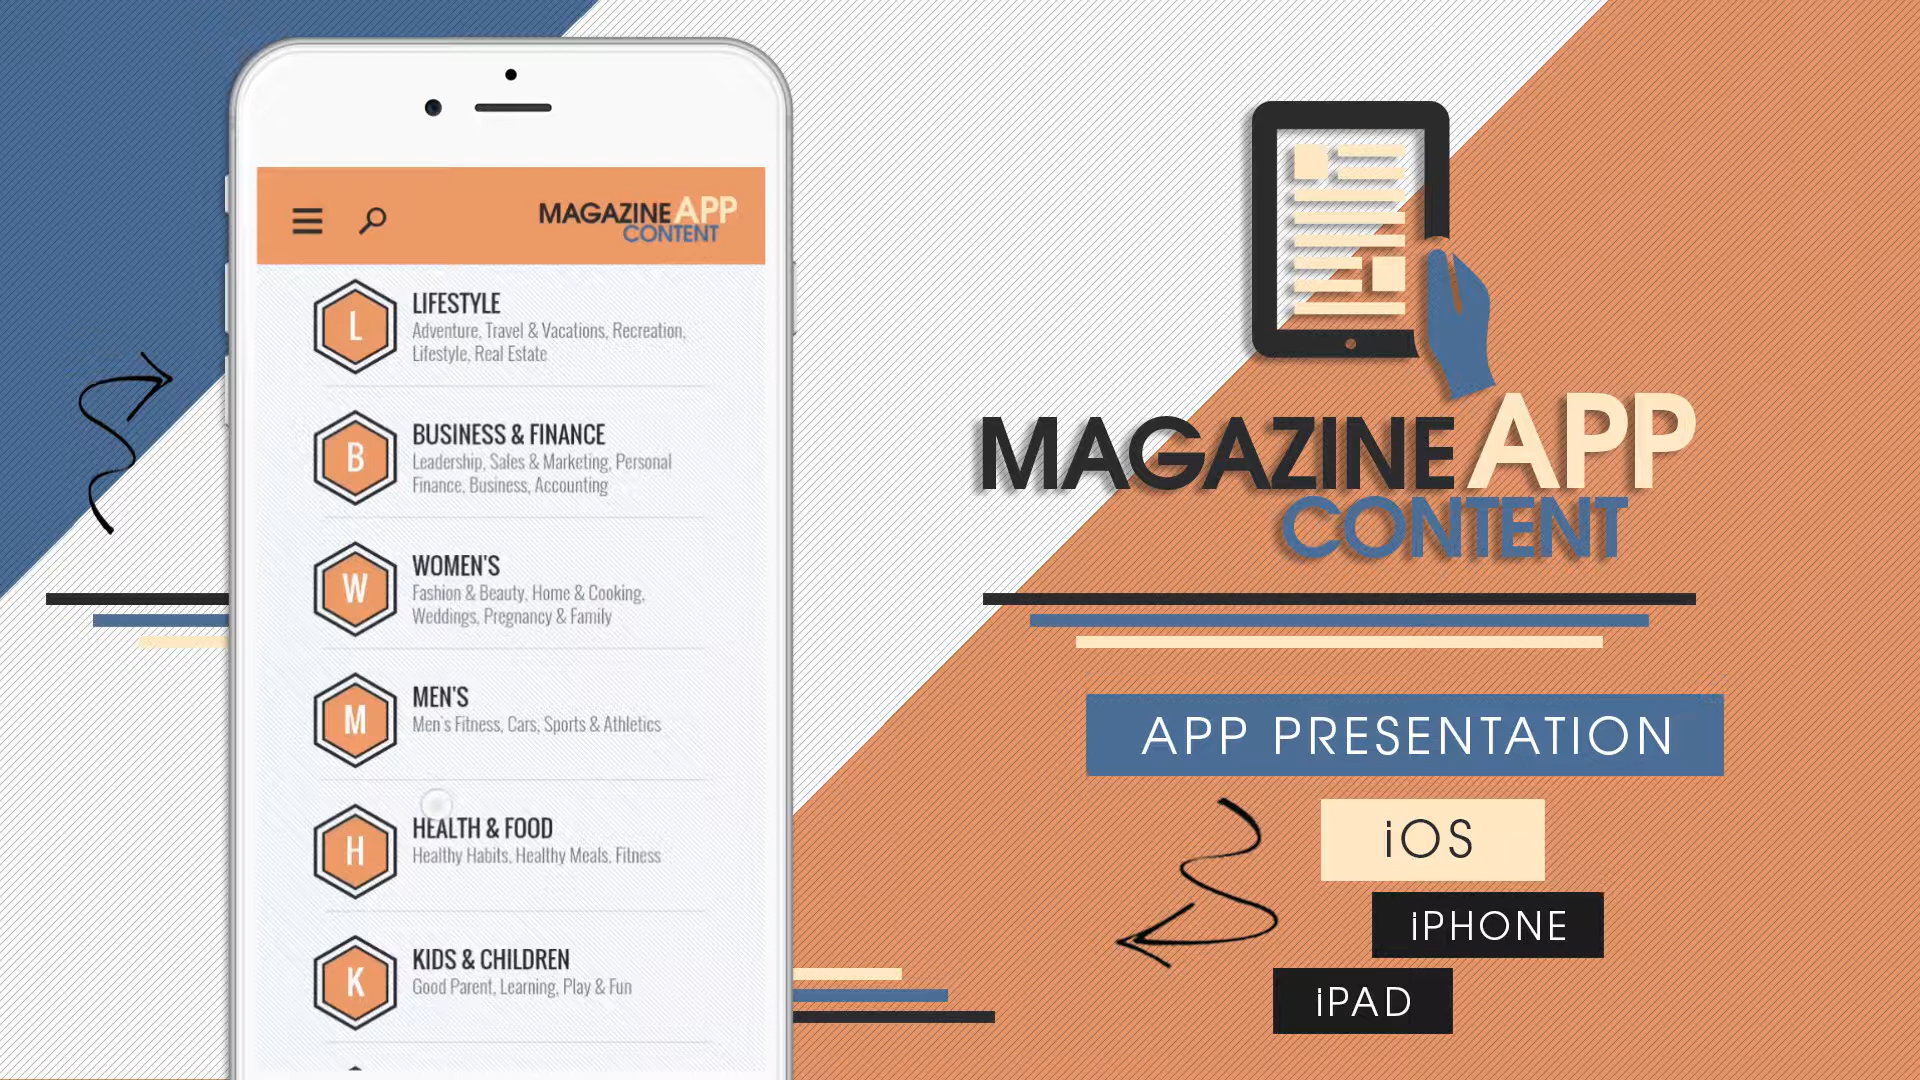 MAGAZINE APP
CONTENT
L
LIFESTYLE
Adventure, Travel & Vacations, Recreation,
Lifestyle, Real Estate
B
BUSINESS & FINANCE
Leadership, Sales & Marketing, Personal
Finance, Business, Accounting
W
WOMEN'S
Fashion & Beauty, Home & Cooking,
Weddings, Pregnancy & Family
M
MEN'S
Men's Fitness, Cars, Sports & Athletics
H
HEALTH & FOOD
Healthy Habits, Healthy Meals, Fitness
K
KIDS & CHILDREN
Good Parent, Learning, Play & Fun
MAGAZINE APP
CONTENT
APP PRESENTATION
iOS
iPHONE
iPAD